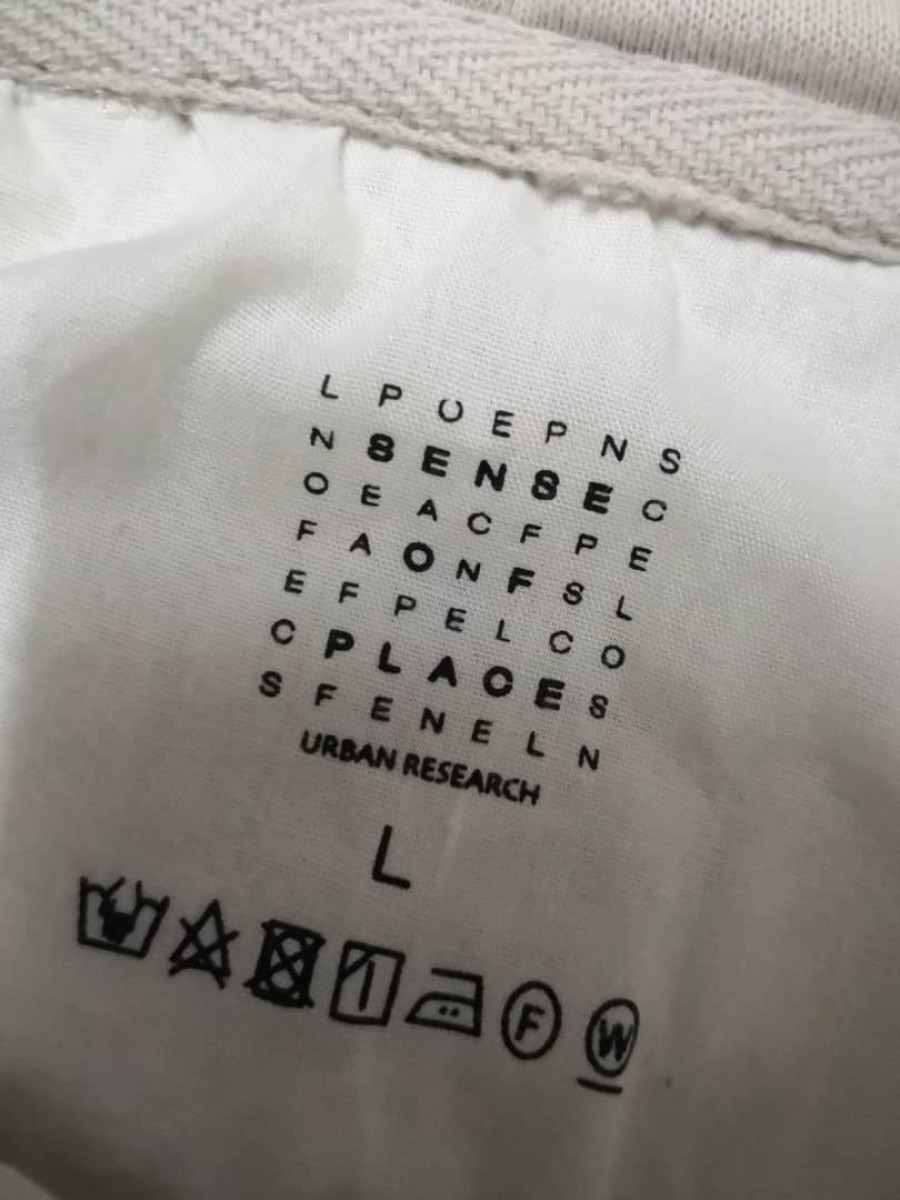 L P O E P N S
N S E N S E C
O E A C F P E
F A O N F S L
E F P E L C O
C P L A C E S
S F E N E L N
URBAN RESEARCH
L
F W